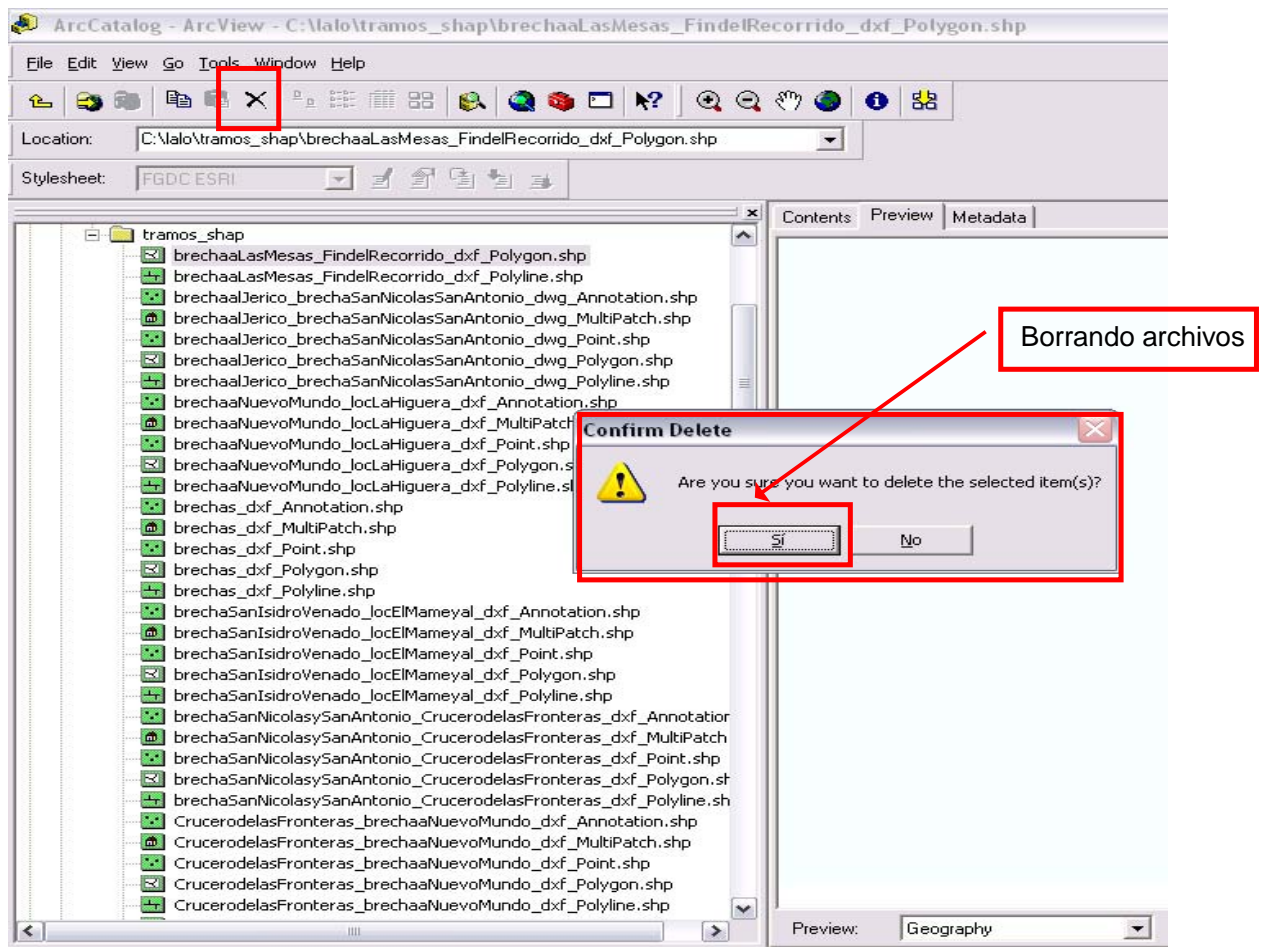 ArcCatalog - ArcView - C:\lalo\tramos_shap\brechaaLasMesas_FindelRecorrido_dxf_Polygon.shp
File Edit View Go Tools Window Help
Location: C:\lalo\tramos_shap\brechaaLasMesas_FindelRecorrido_dxf_Polygon.shp
Stylesheet: FGDC ESRI
Contents Preview Metadata
tramos_shap
brechaaLasMesas_FindelRecorrido_dxf_Polygon.shp
brechaaLasMesas_FindelRecorrido_dxf_Polyline.shp
brechaalJerico_brechaSanNicolasSanAntonio_dwg_Annotation.shp
brechaalJerico_brechaSanNicolasSanAntonio_dwg_MultiPatch.shp
brechaalJerico_brechaSanNicolasSanAntonio_dwg_Point.shp
brechaalJerico_brechaSanNicolasSanAntonio_dwg_Polygon.shp
brechaalJerico_brechaSanNicolasSanAntonio_dwg_Polyline.shp
brechaaNuevoMundo_locLaHiguera_dxf_Annotation.shp
brechaaNuevoMundo_locLaHiguera_dxf_MultiPatch
brechaaNuevoMundo_locLaHiguera_dxf_Point.shp
brechaaNuevoMundo_locLaHiguera_dxf_Polygon.s
brechaaNuevoMundo_locLaHiguera_dxf_Polyline.sl
brechas_dxf_Annotation.shp
brechas_dxf_MultiPatch.shp
brechas_dxf_Point.shp
brechas_dxf_Polygon.shp
brechas_dxf_Polyline.shp
brechaSanIsidroVenado_locElMameyal_dxf_Annotation.shp
brechaSanIsidroVenado_locElMameyal_dxf_MultiPatch.shp
brechaSanIsidroVenado_locElMameyal_dxf_Point.shp
brechaSanIsidroVenado_locElMameyal_dxf_Polygon.shp
brechaSanIsidroVenado_locElMameyal_dxf_Polyline.shp
brechaSanNicolasySanAntonio_CrucerodelasFronteras_dxf_Annotation
brechaSanNicolasySanAntonio_CrucerodelasFronteras_dxf_MultiPatch
brechaSanNicolasySanAntonio_CrucerodelasFronteras_dxf_Point.shp
brechaSanNicolasySanAntonio_CrucerodelasFronteras_dxf_Polygon.sh
brechaSanNicolasySanAntonio_CrucerodelasFronteras_dxf_Polyline.sh
CrucerodelasFronteras_brechaaNuevoMundo_dxf_Annotation.shp
CrucerodelasFronteras_brechaaNuevoMundo_dxf_MultiPatch.shp
CrucerodelasFronteras_brechaaNuevoMundo_dxf_Point.shp
CrucerodelasFronteras_brechaaNuevoMundo_dxf_Polygon.shp
CrucerodelasFronteras_brechaaNuevoMundo_dxf_Polyline.shp
Borrando archivos
Confirm Delete
Are you sure you want to delete the selected item(s)?
Sí No
Preview: Geography